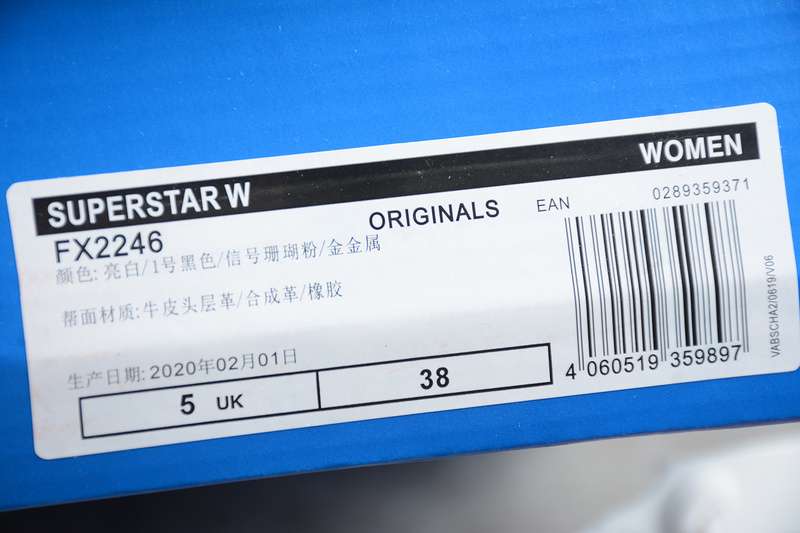 SUPERSTAR W
WOMEN
FX2246
ORIGINALS
EAN
0289359371
颜色: 亮白/1号黑色/信号珊瑚粉/金金属
帮面材质: 牛皮头层革/合成革/橡胶
生产日期: 2020年02月01日
5 UK
38
4 060519 359897
VABSCHA2/0619/V06